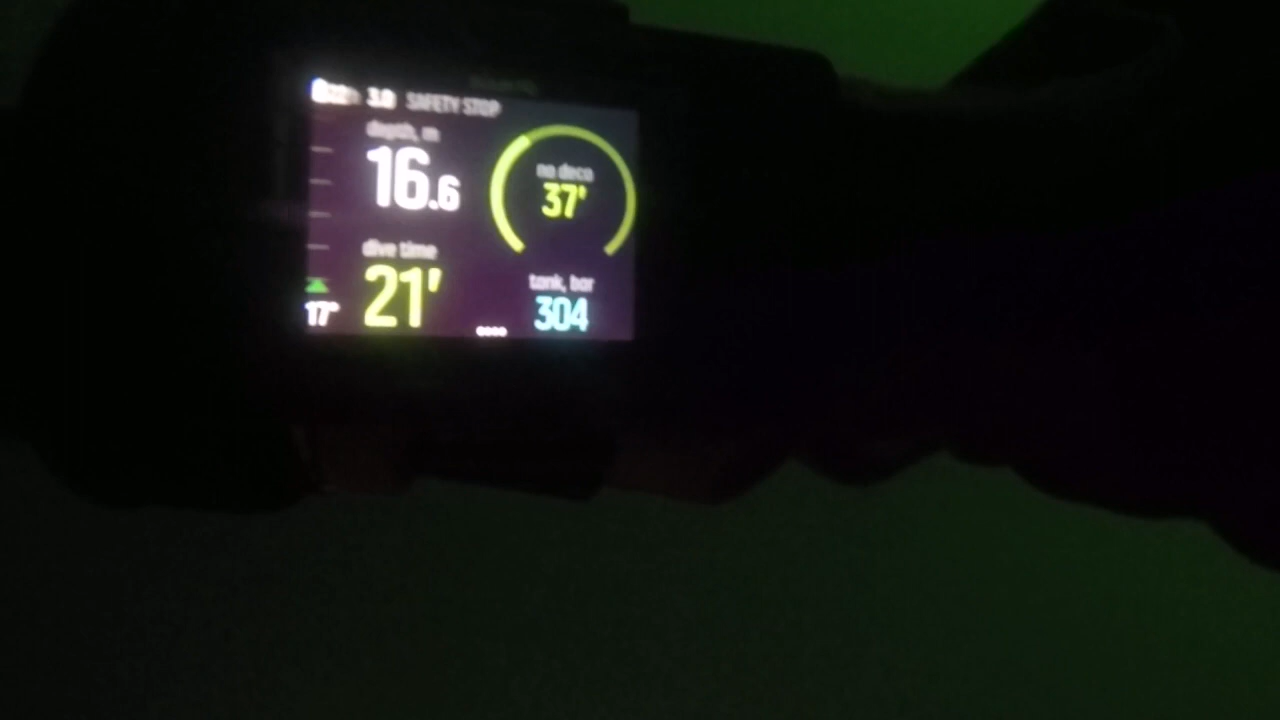 3.0 SAFETY STOP
depth, m
16.6
no deco
37'
dive time
21'
tank, bar
304
17°